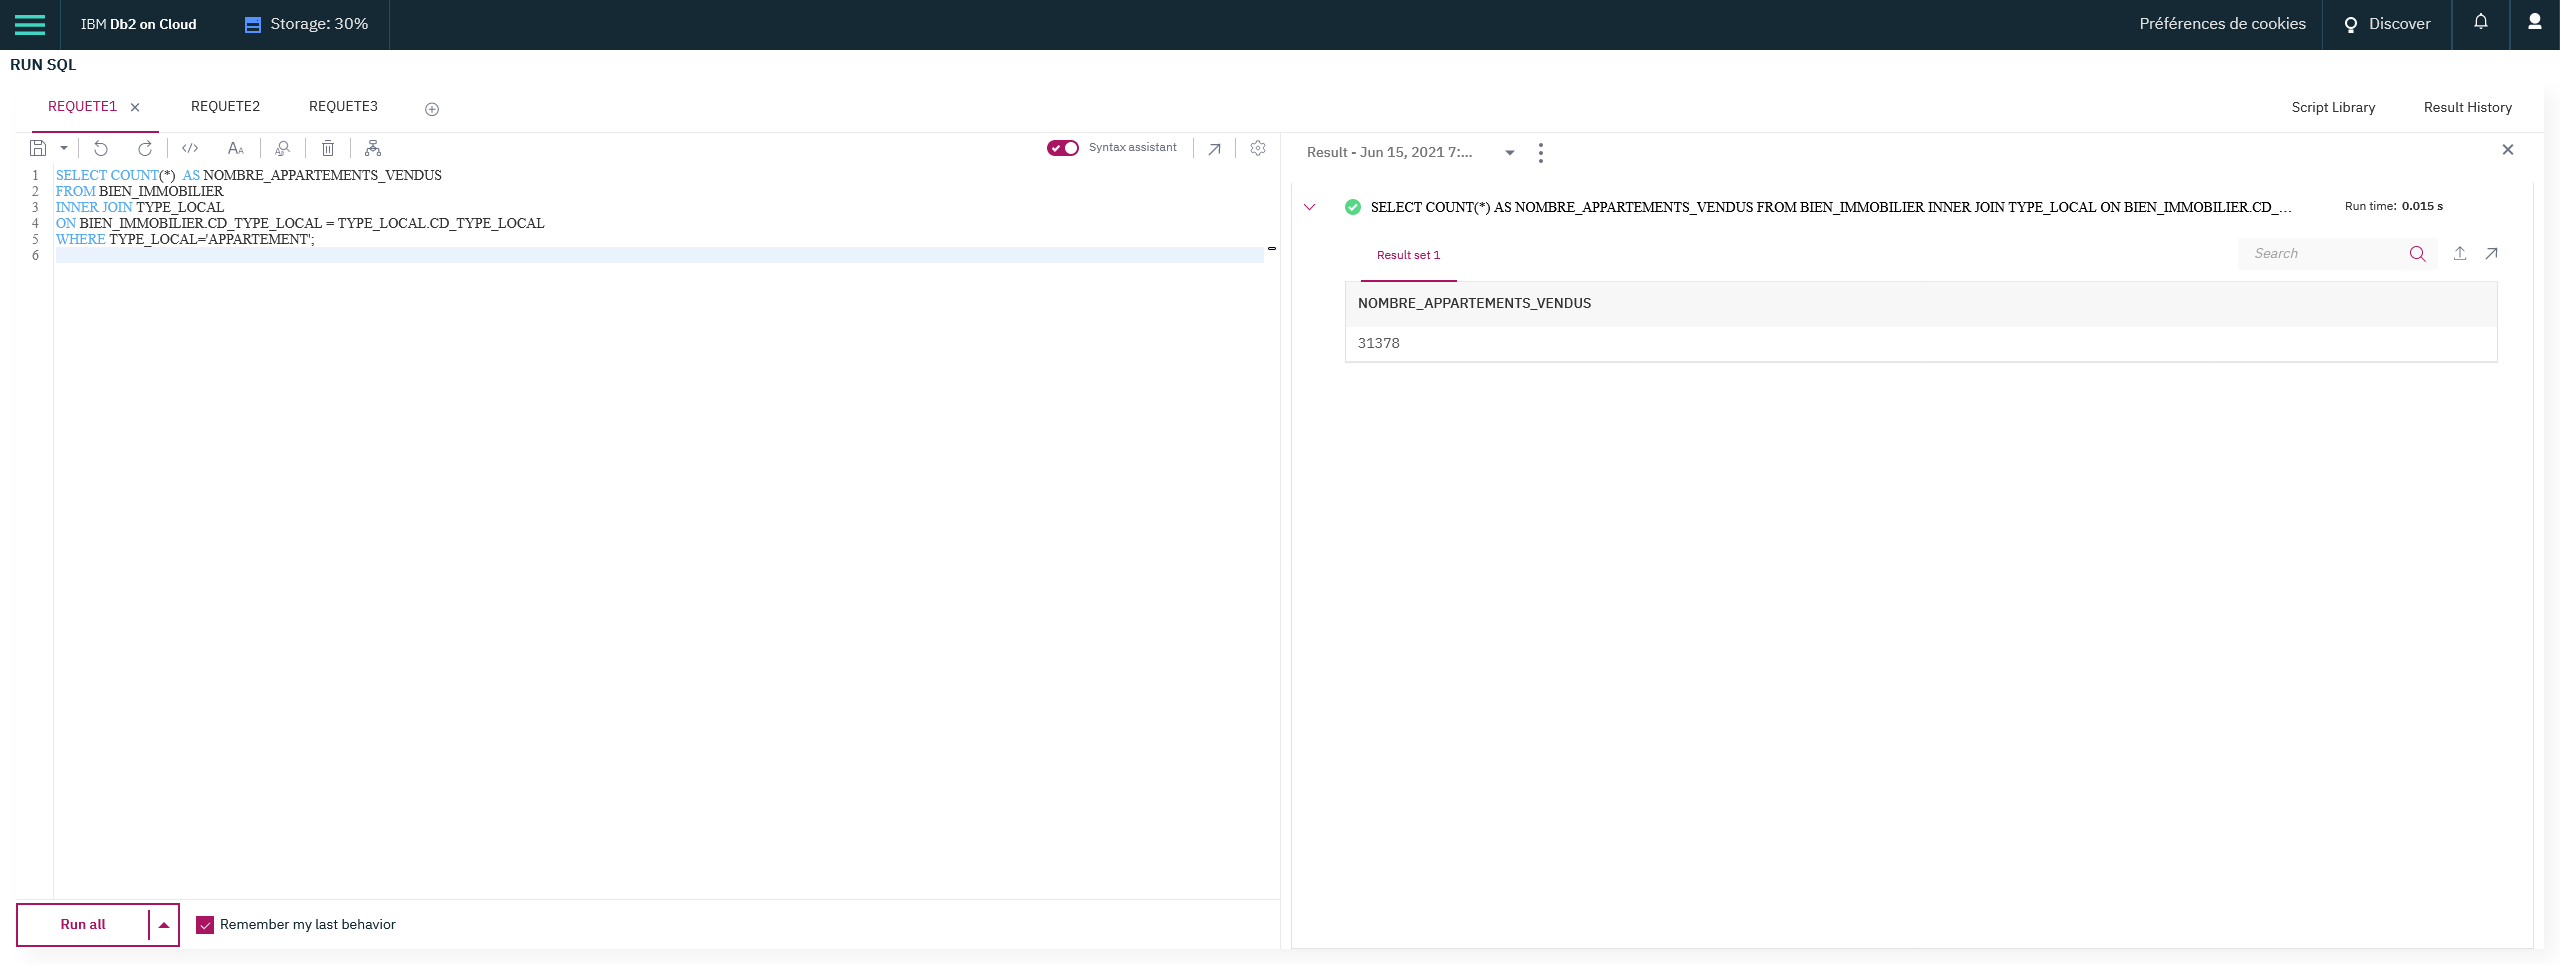 IBM Db2 on Cloud
Storage: 30%
Préférences de cookies
Discover
RUN SQL
REQUETE1
REQUETE2
REQUETE3
Script Library
Result History
Syntax assistant
1 SELECT COUNT(*)  AS NOMBRE_APPARTEMENTS_VENDUS
2 FROM BIEN_IMMOBILIER
3 INNER JOIN TYPE_LOCAL
4 ON BIEN_IMMOBILIER.CD_TYPE_LOCAL = TYPE_LOCAL.CD_TYPE_LOCAL
5 WHERE TYPE_LOCAL='APPARTEMENT';
6
Run all
Remember my last behavior
Result - Jun 15, 2021 7:...
SELECT COUNT(*) AS NOMBRE_APPARTEMENTS_VENDUS FROM BIEN_IMMOBILIER INNER JOIN TYPE_LOCAL ON BIEN_IMMOBILIER.CD_...
Run time: 0.015 s
Result set 1
Search
NOMBRE_APPARTEMENTS_VENDUS
31378